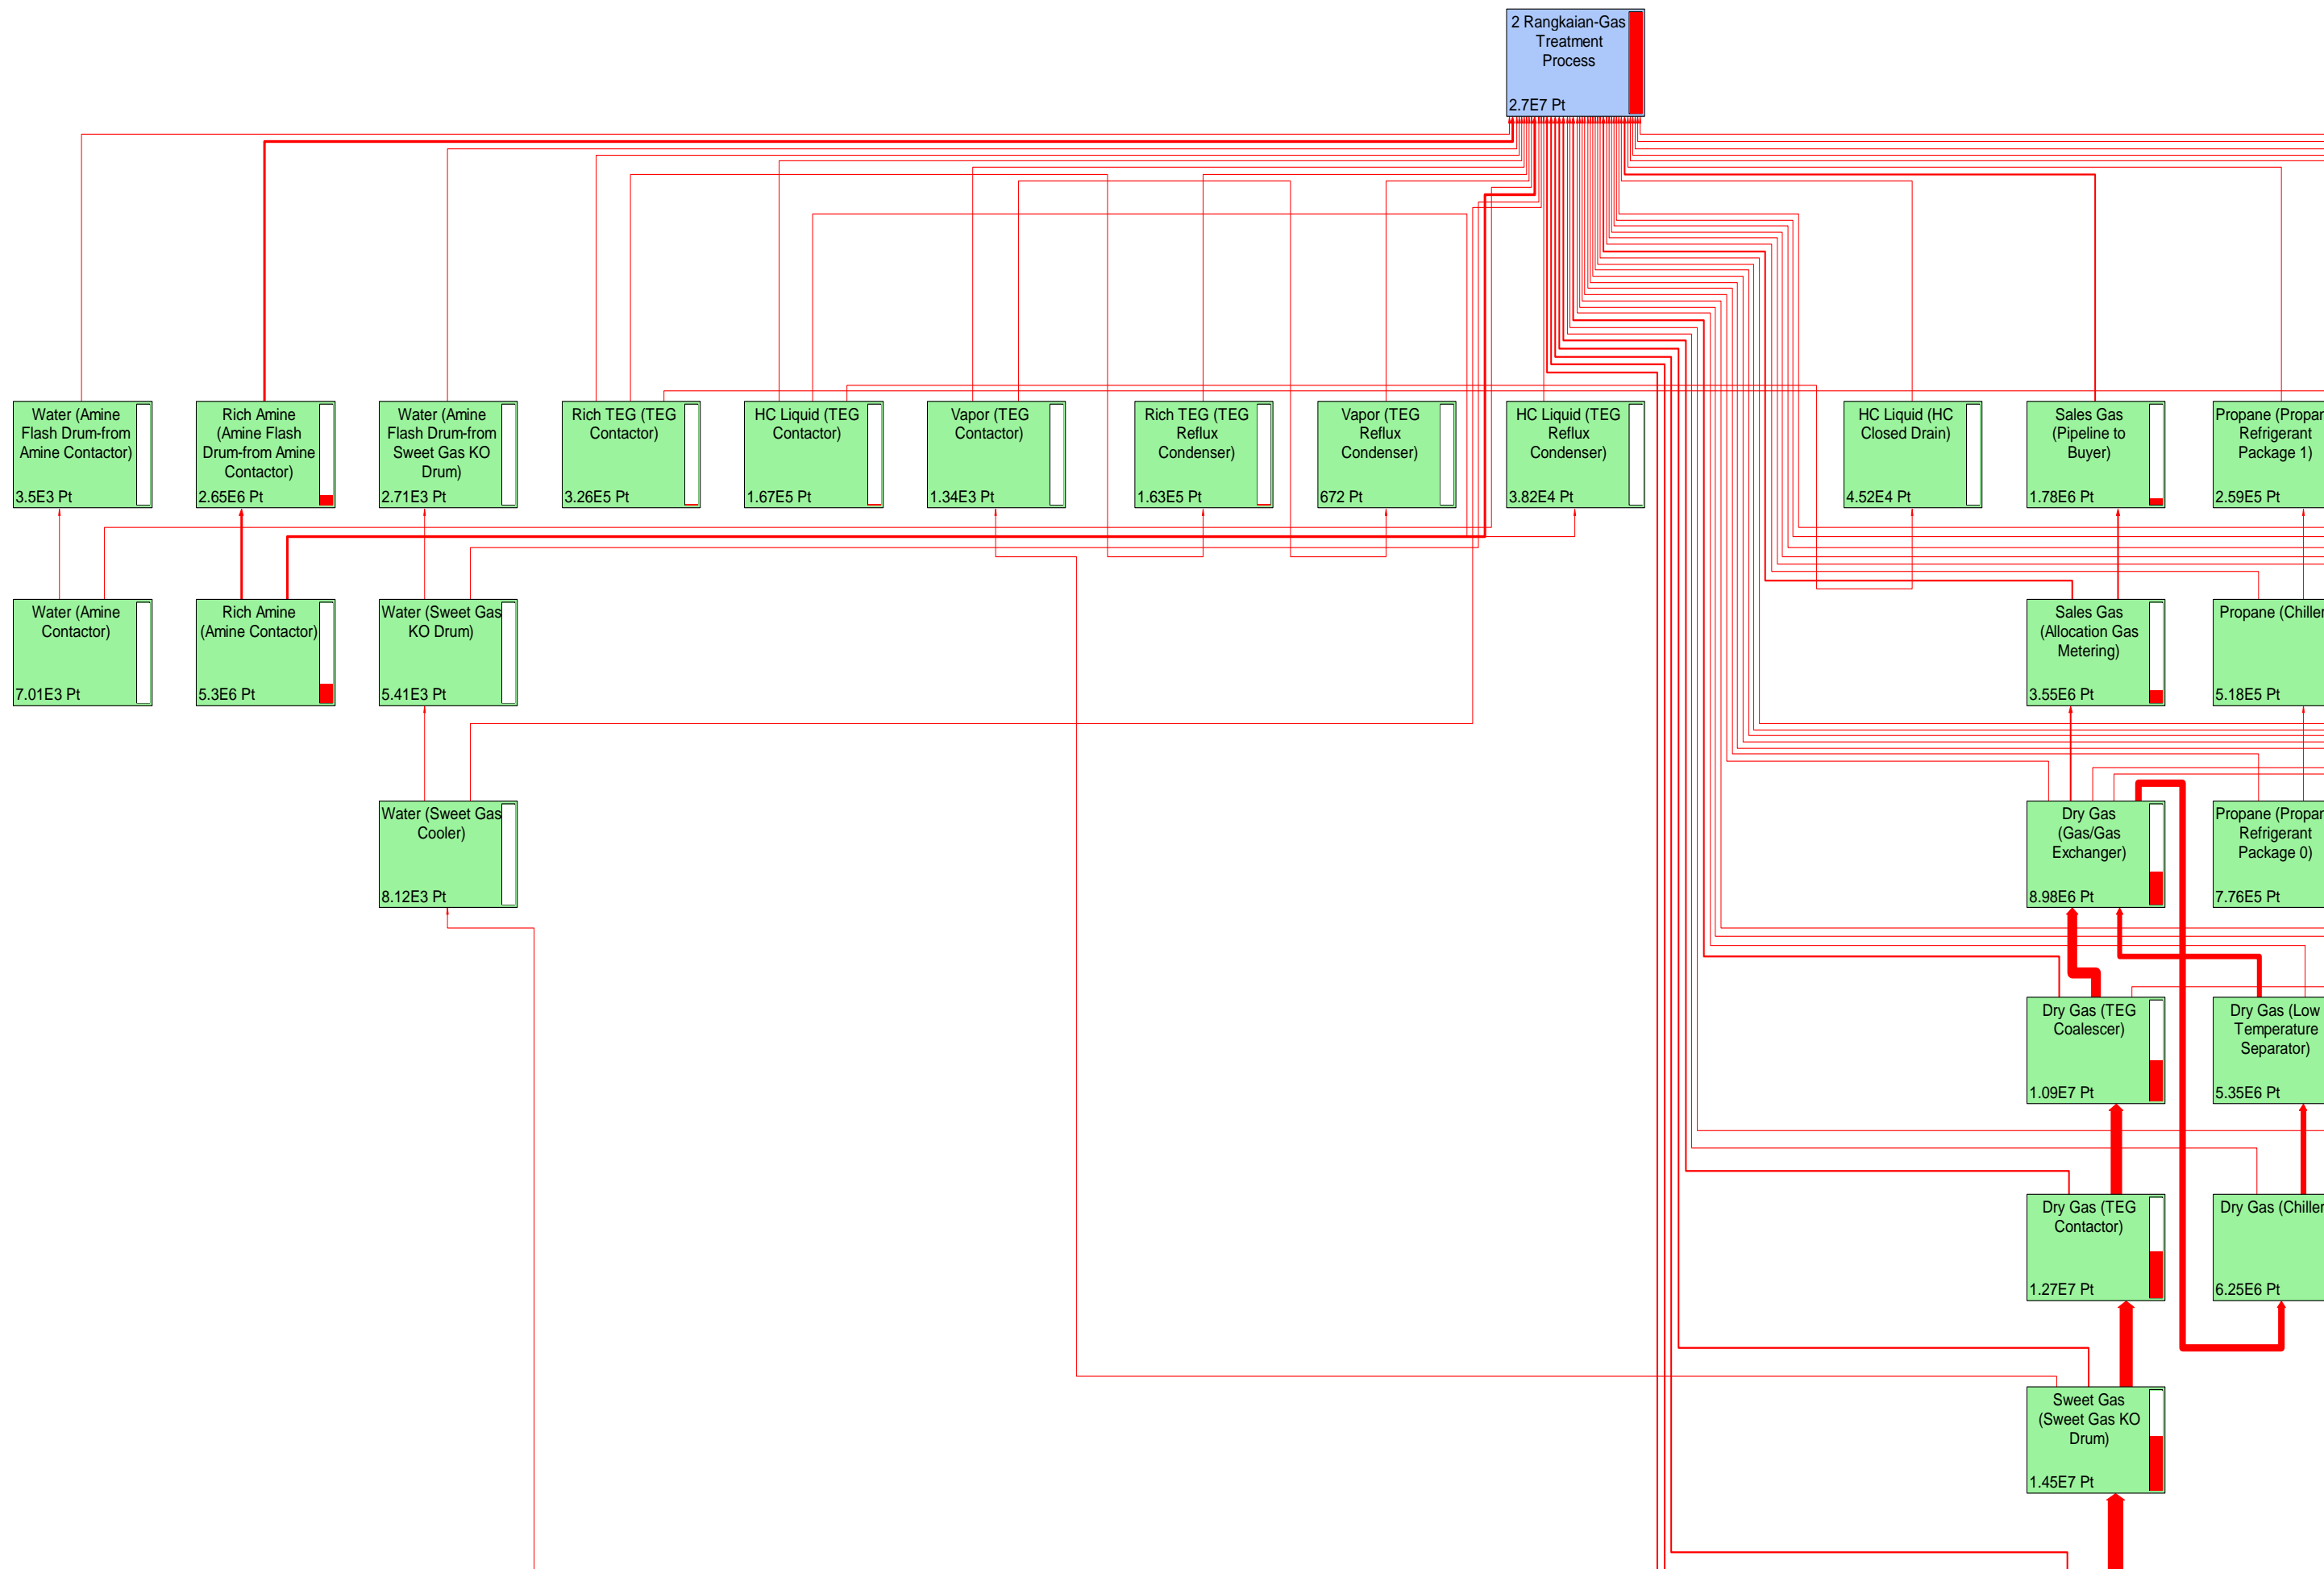 2 Rangkaian-Gas
Treatment
Process
2.7E7 Pt
Water (Amine
Flash Drum-from
Amine Contactor)
3.5E3 Pt
Rich Amine
(Amine Flash
Drum-from Amine
Contactor)
2.65E6 Pt
Water (Amine
Flash Drum-from
Sweet Gas KO
Drum)
2.71E3 Pt
Rich TEG (TEG
Contactor)
3.26E5 Pt
HC Liquid (TEG
Contactor)
1.67E5 Pt
Vapor (TEG
Contactor)
1.34E3 Pt
Rich TEG (TEG
Reflux
Condenser)
1.63E5 Pt
Vapor (TEG
Reflux
Condenser)
672 Pt
HC Liquid (TEG
Reflux
Condenser)
3.82E4 Pt
HC Liquid (HC
Closed Drain)
4.52E4 Pt
Sales Gas
(Pipeline to
Buyer)
1.78E6 Pt
Propane (Propan
Refrigerant
Package 1)
2.59E5 Pt
Water (Amine
Contactor)
7.01E3 Pt
Rich Amine
(Amine Contactor)
5.3E6 Pt
Water (Sweet Gas
KO Drum)
5.41E3 Pt
Sales Gas
(Allocation Gas
Metering)
3.55E6 Pt
Propane (Chiller
5.18E5 Pt
Water (Sweet Gas
Cooler)
8.12E3 Pt
Dry Gas
(Gas/Gas
Exchanger)
8.98E6 Pt
Propane (Propan
Refrigerant
Package 0)
7.76E5 Pt
Dry Gas (TEG
Coalescer)
1.09E7 Pt
Dry Gas (Low
Temperature
Separator)
5.35E6 Pt
Dry Gas (TEG
Contactor)
1.27E7 Pt
Dry Gas (Chiller
6.25E6 Pt
Sweet Gas
(Sweet Gas KO
Drum)
1.45E7 Pt